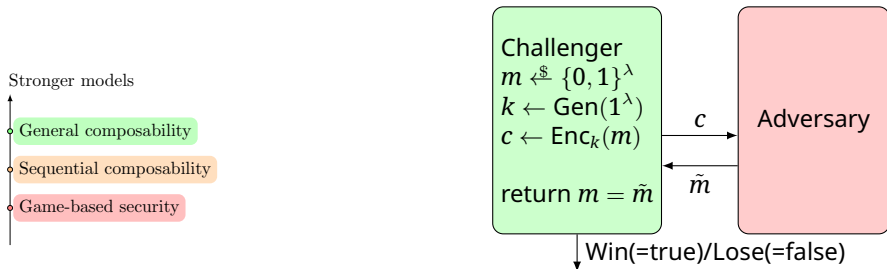 Stronger models
General composability
Sequential composability
Game-based security
Challenger
m ←$ {0, 1}^λ
k ← Gen(1^λ)
c ← Enc_k(m)
return m = m̃
c
m̃
Adversary
Win(=true)/Lose(=false)